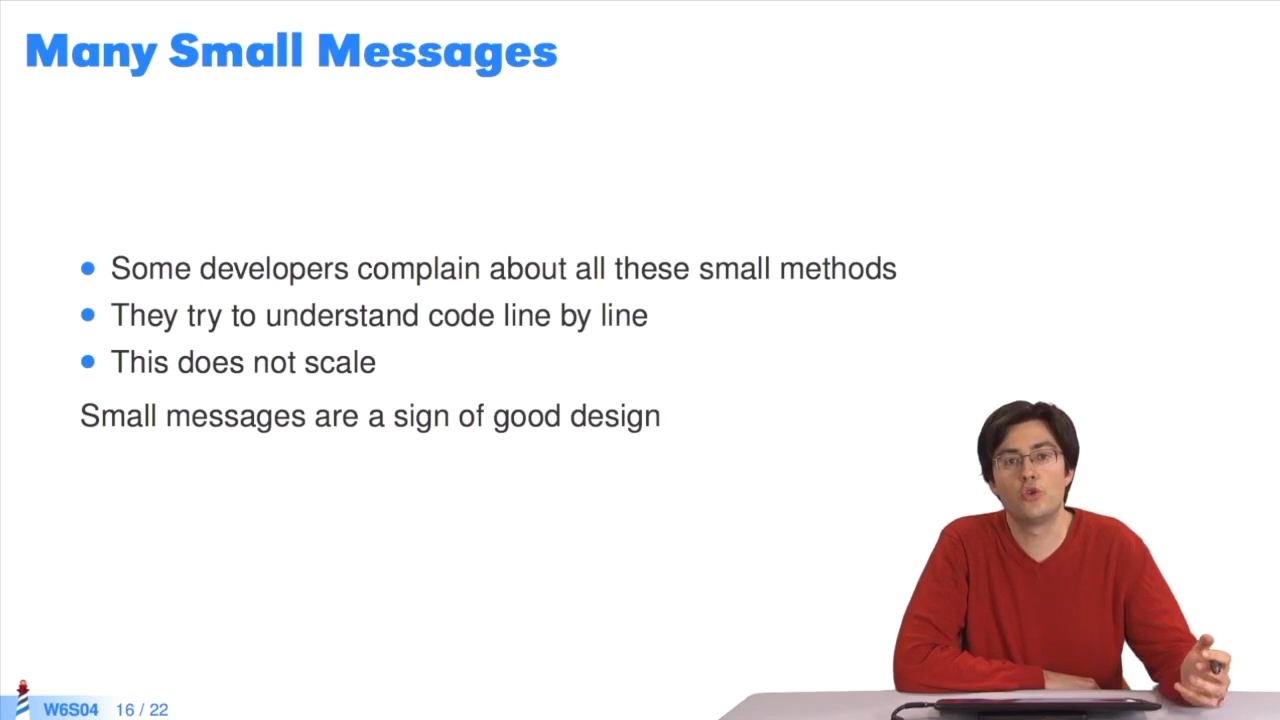 Many Small Messages
Some developers complain about all these small methods
They try to understand code line by line
This does not scale
Small messages are a sign of good design
W6S04 16 / 22